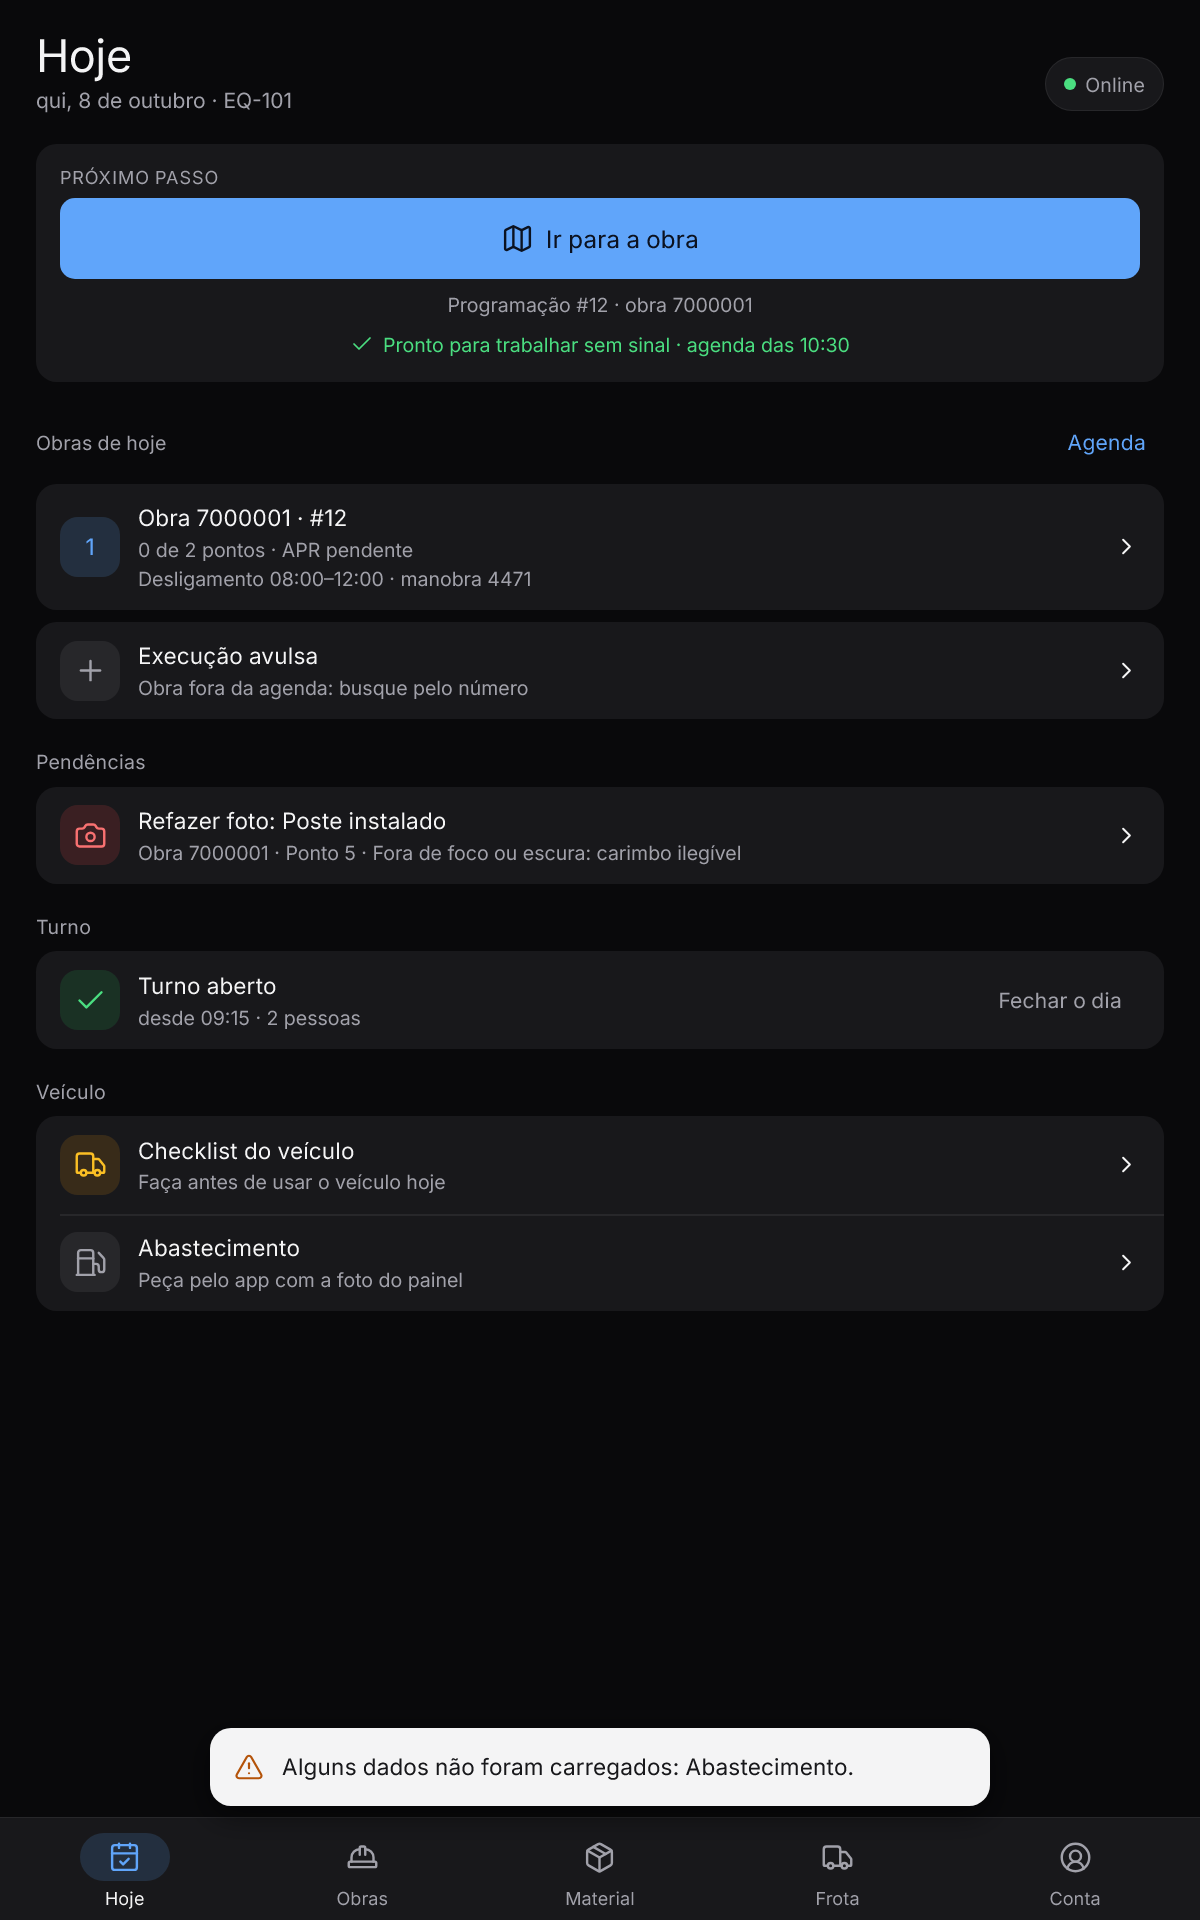 Hoje
qui, 8 de outubro · EQ-101
Online
PRÓXIMO PASSO
Ir para a obra
Programação #12 · obra 7000001
Pronto para trabalhar sem sinal · agenda das 10:30
Obras de hoje
Agenda
1
Obra 7000001 · #12
0 de 2 pontos · APR pendente
Desligamento 08:00–12:00 · manobra 4471
Execução avulsa
Obra fora da agenda: busque pelo número
Pendências
Refazer foto: Poste instalado
Obra 7000001 · Ponto 5 · Fora de foco ou escura: carimbo ilegível
Turno
Turno aberto
desde 09:15 · 2 pessoas
Fechar o dia
Veículo
Checklist do veículo
Faça antes de usar o veículo hoje
Abastecimento
Peça pelo app com a foto do painel
Alguns dados não foram carregados: Abastecimento.
Hoje
Obras
Material
Frota
Conta